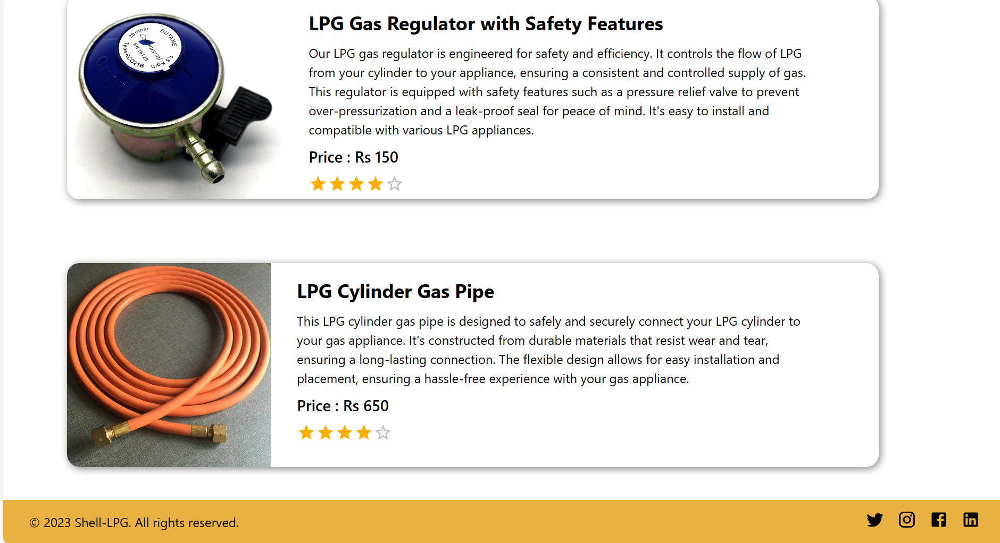 30mbar
BUTANE
Continental
EN 16129
Type RCO21B
1.5 Kg/h
LPG Gas Regulator with Safety Features
Our LPG gas regulator is engineered for safety and efficiency. It controls the flow of LPG
from your cylinder to your appliance, ensuring a consistent and controlled supply of gas.
This regulator is equipped with safety features such as a pressure relief valve to prevent
over-pressurization and a leak-proof seal for peace of mind. It's easy to install and
compatible with various LPG appliances.
Price : Rs 150
LPG Cylinder Gas Pipe
This LPG cylinder gas pipe is designed to safely and securely connect your LPG cylinder to
your gas appliance. It's constructed from durable materials that resist wear and tear,
ensuring a long-lasting connection. The flexible design allows for easy installation and
placement, ensuring a hassle-free experience with your gas appliance.
Price : Rs 650
© 2023 Shell-LPG. All rights reserved.